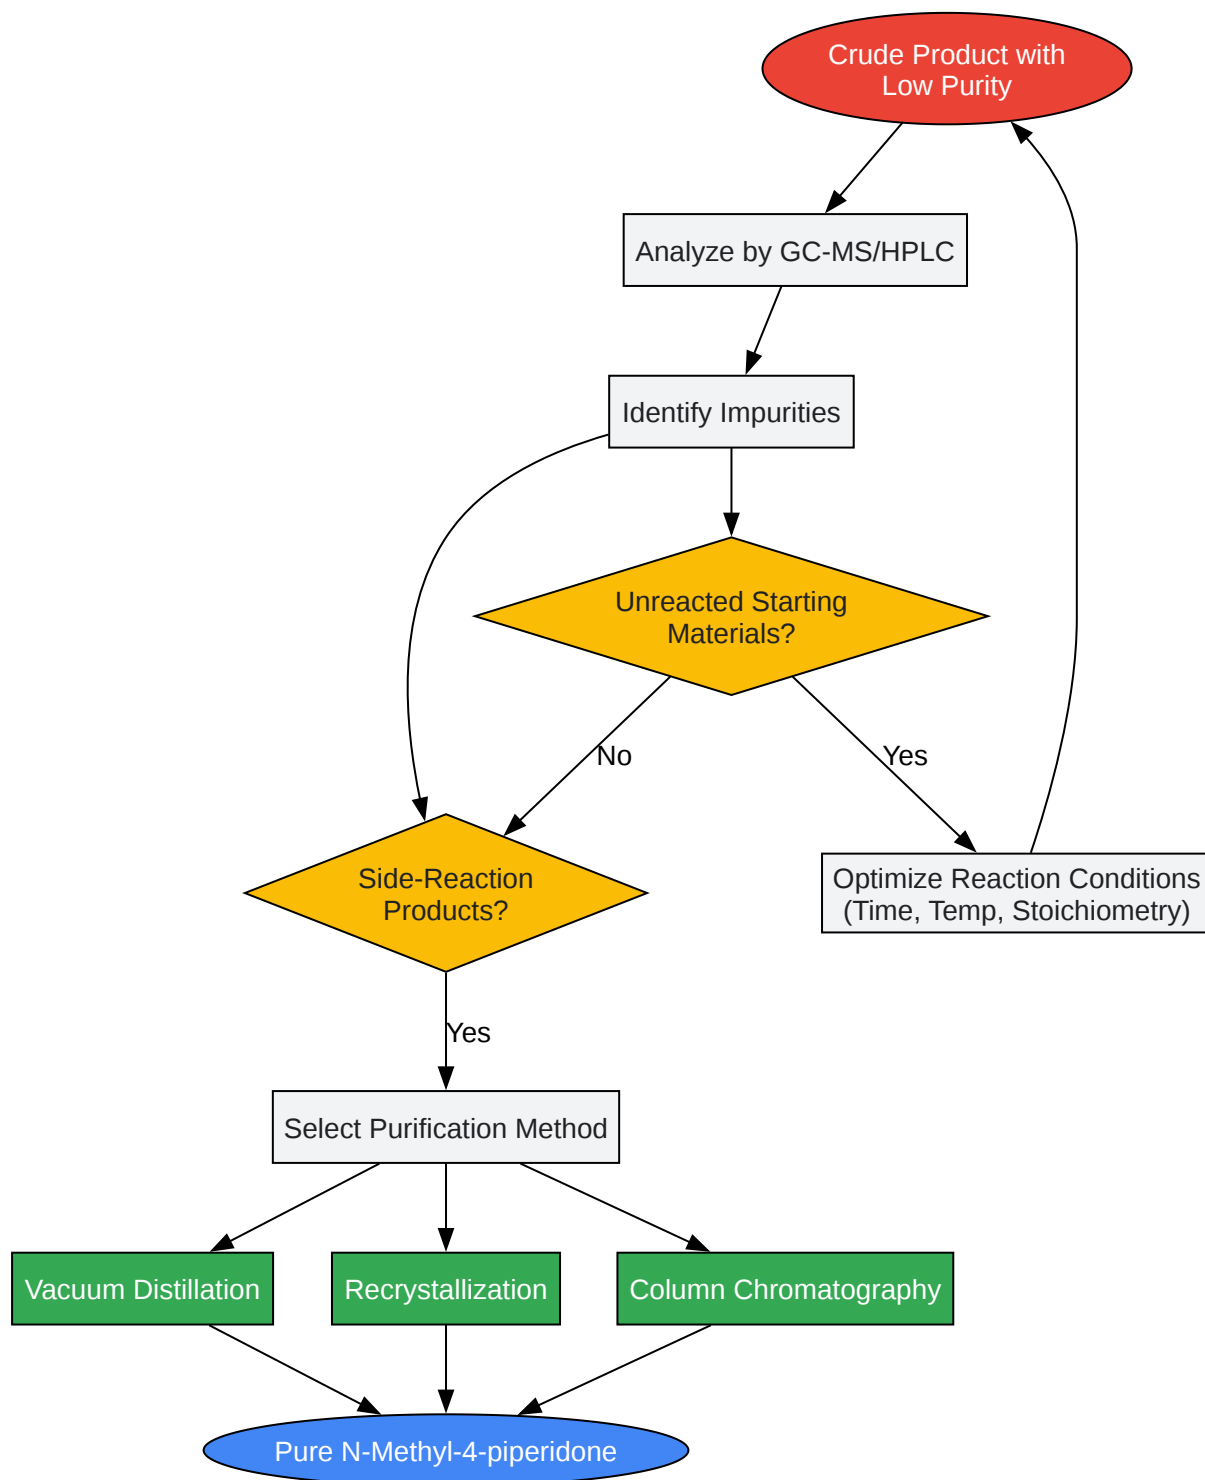 Crude Product with
Low Purity
Analyze by GC-MS/HPLC
Identify Impurities
Unreacted Starting
Materials?
No
Yes
Side-Reaction
Products?
Optimize Reaction Conditions
(Time, Temp, Stoichiometry)
Yes
Select Purification Method
Vacuum Distillation
Recrystallization
Column Chromatography
Pure N-Methyl-4-piperidone